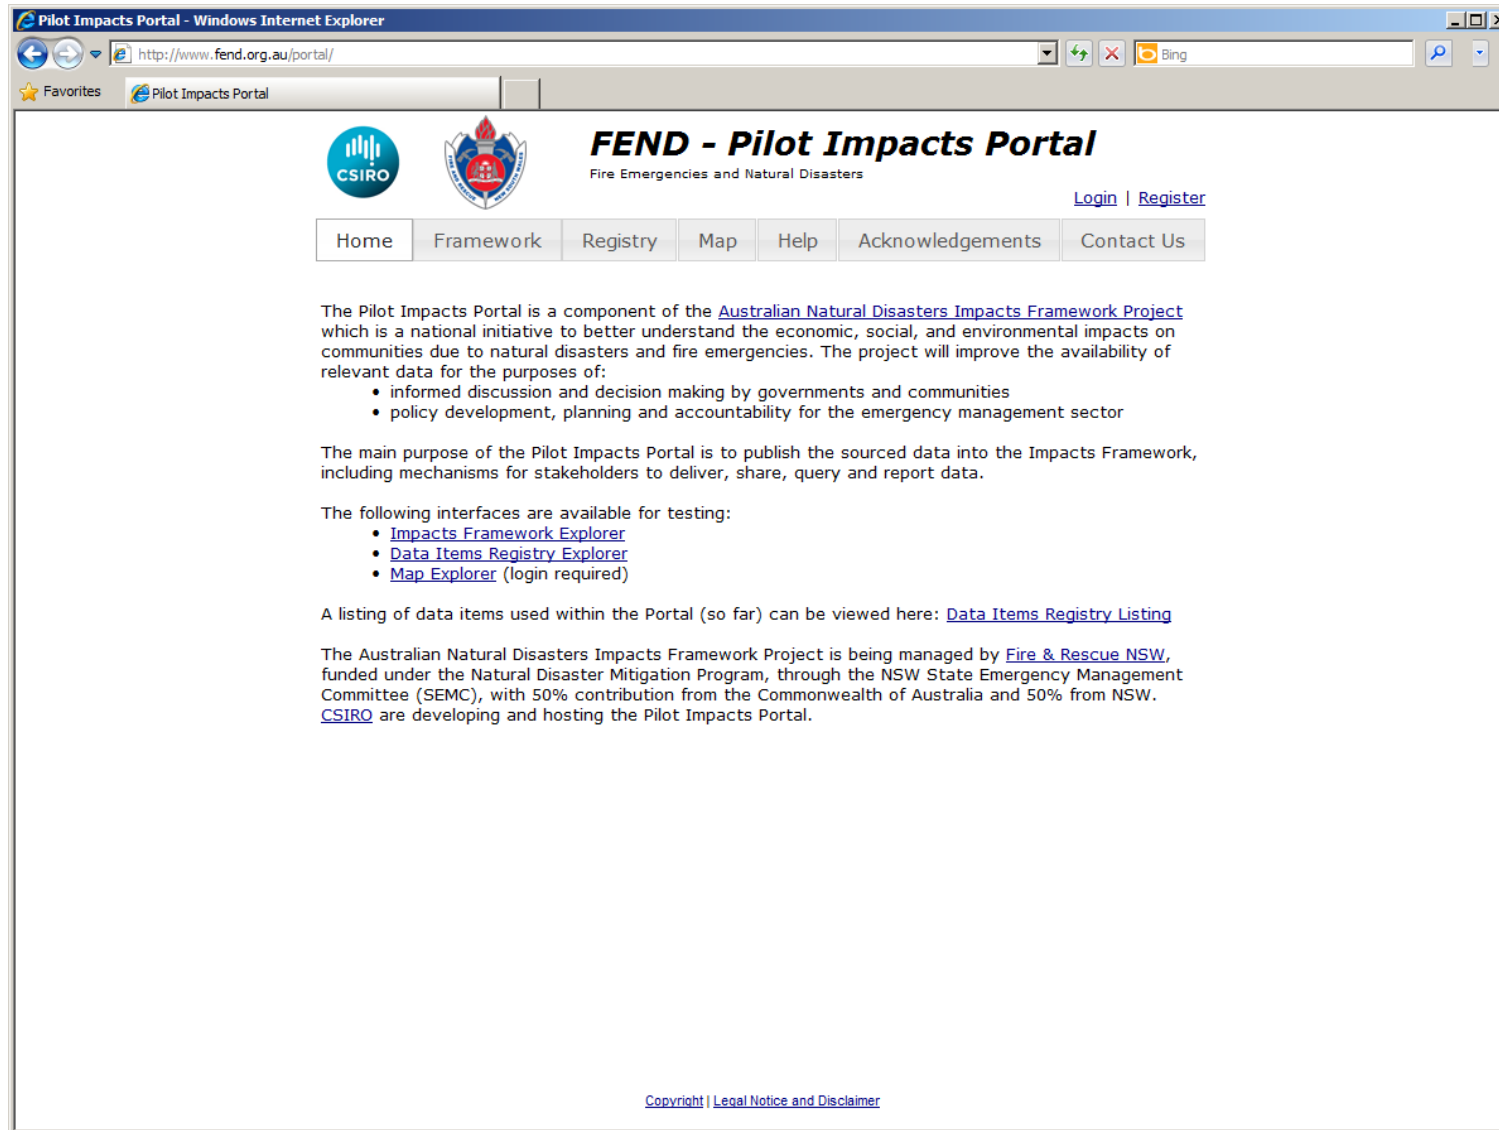 Pilot Impacts Portal - Windows Internet Explorer
http://www.fend.org.au/portal/
Bing
Favorites
Pilot Impacts Portal
CSIRO
FIRE AND RESCUE NEW SOUTH WALES
FEND - Pilot Impacts Portal
Fire Emergencies and Natural Disasters
Login | Register
Home Framework Registry Map Help Acknowledgements Contact Us
The Pilot Impacts Portal is a component of the Australian Natural Disasters Impacts Framework Project
which is a national initiative to better understand the economic, social, and environmental impacts on
communities due to natural disasters and fire emergencies. The project will improve the availability of
relevant data for the purposes of:
• informed discussion and decision making by governments and communities
• policy development, planning and accountability for the emergency management sector
The main purpose of the Pilot Impacts Portal is to publish the sourced data into the Impacts Framework,
including mechanisms for stakeholders to deliver, share, query and report data.
The following interfaces are available for testing:
• Impacts Framework Explorer
• Data Items Registry Explorer
• Map Explorer (login required)
A listing of data items used within the Portal (so far) can be viewed here: Data Items Registry Listing
The Australian Natural Disasters Impacts Framework Project is being managed by Fire & Rescue NSW,
funded under the Natural Disaster Mitigation Program, through the NSW State Emergency Management
Committee (SEMC), with 50% contribution from the Commonwealth of Australia and 50% from NSW.
CSIRO are developing and hosting the Pilot Impacts Portal.
Copyright | Legal Notice and Disclaimer